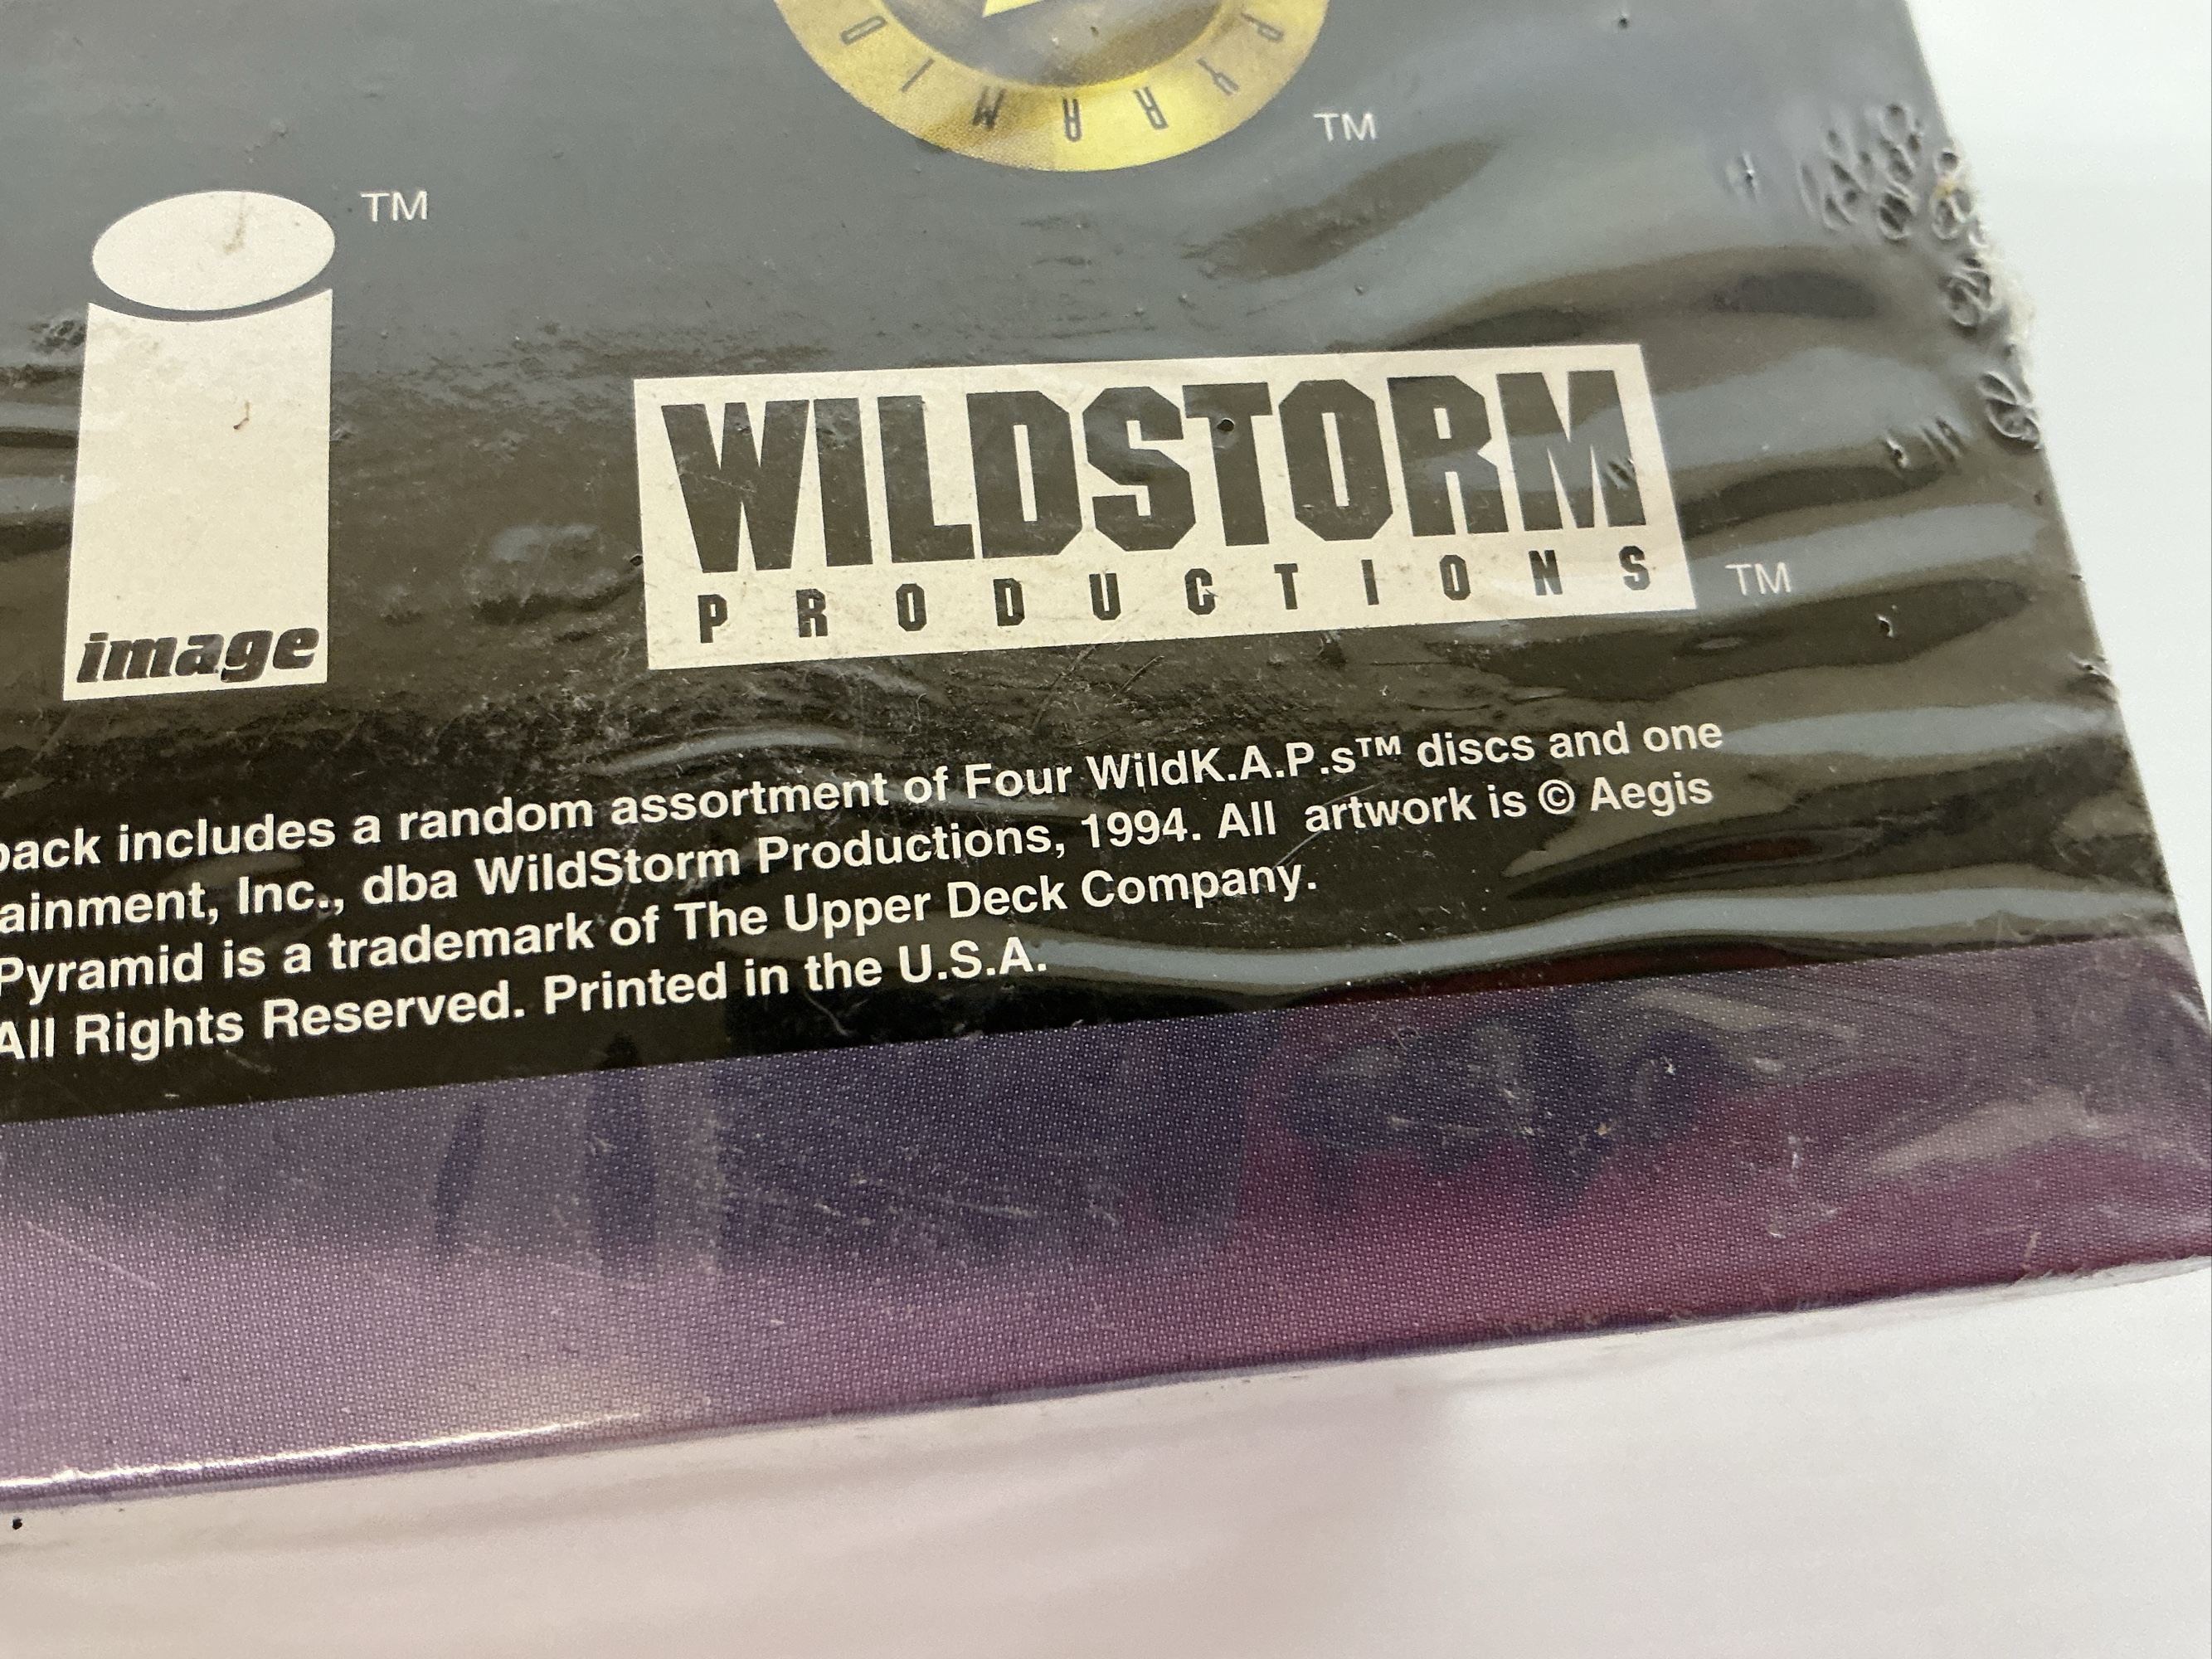 PYRAMID
TM
TM
image
WILDSTORM
PRODUCTIONS
TM
pack includes a random assortment of Four WildK.A.P.s™ discs and one
ainment, Inc., dba WildStorm Productions, 1994. All artwork is © Aegis
Pyramid is a trademark of The Upper Deck Company.
All Rights Reserved. Printed in the U.S.A.